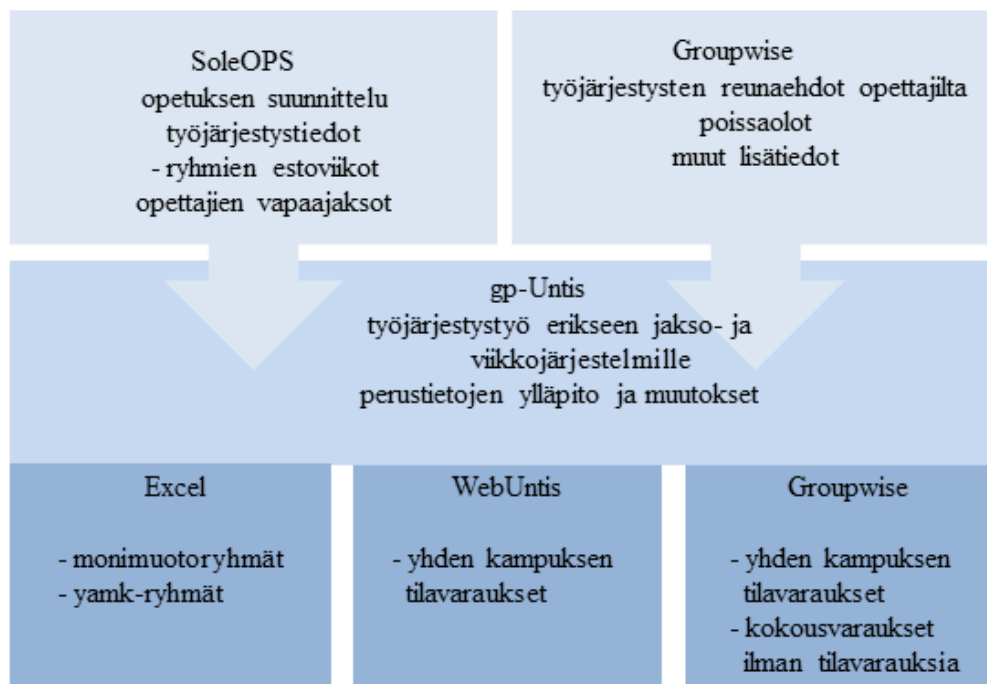 SoleOPS
opetuksen suunnittelu
työjärjestystiedot
- ryhmien estoviikot
opettajien vapaajaksot
Groupwise
työjärjestysten reunaehdot opettajilta
poissaolot
muut lisätiedot
gp-Untis
työjärjestystyö erikseen jakso- ja
viikkojärjestelmille
perustietojen ylläpito ja muutokset
Excel
- monimuotoryhmät
- yamk-ryhmät
WebUntis
- yhden kampuksen
tilavaraukset
Groupwise
- yhden kampuksen
tilavaraukset
- kokousvaraukset
ilman tilavarauksia